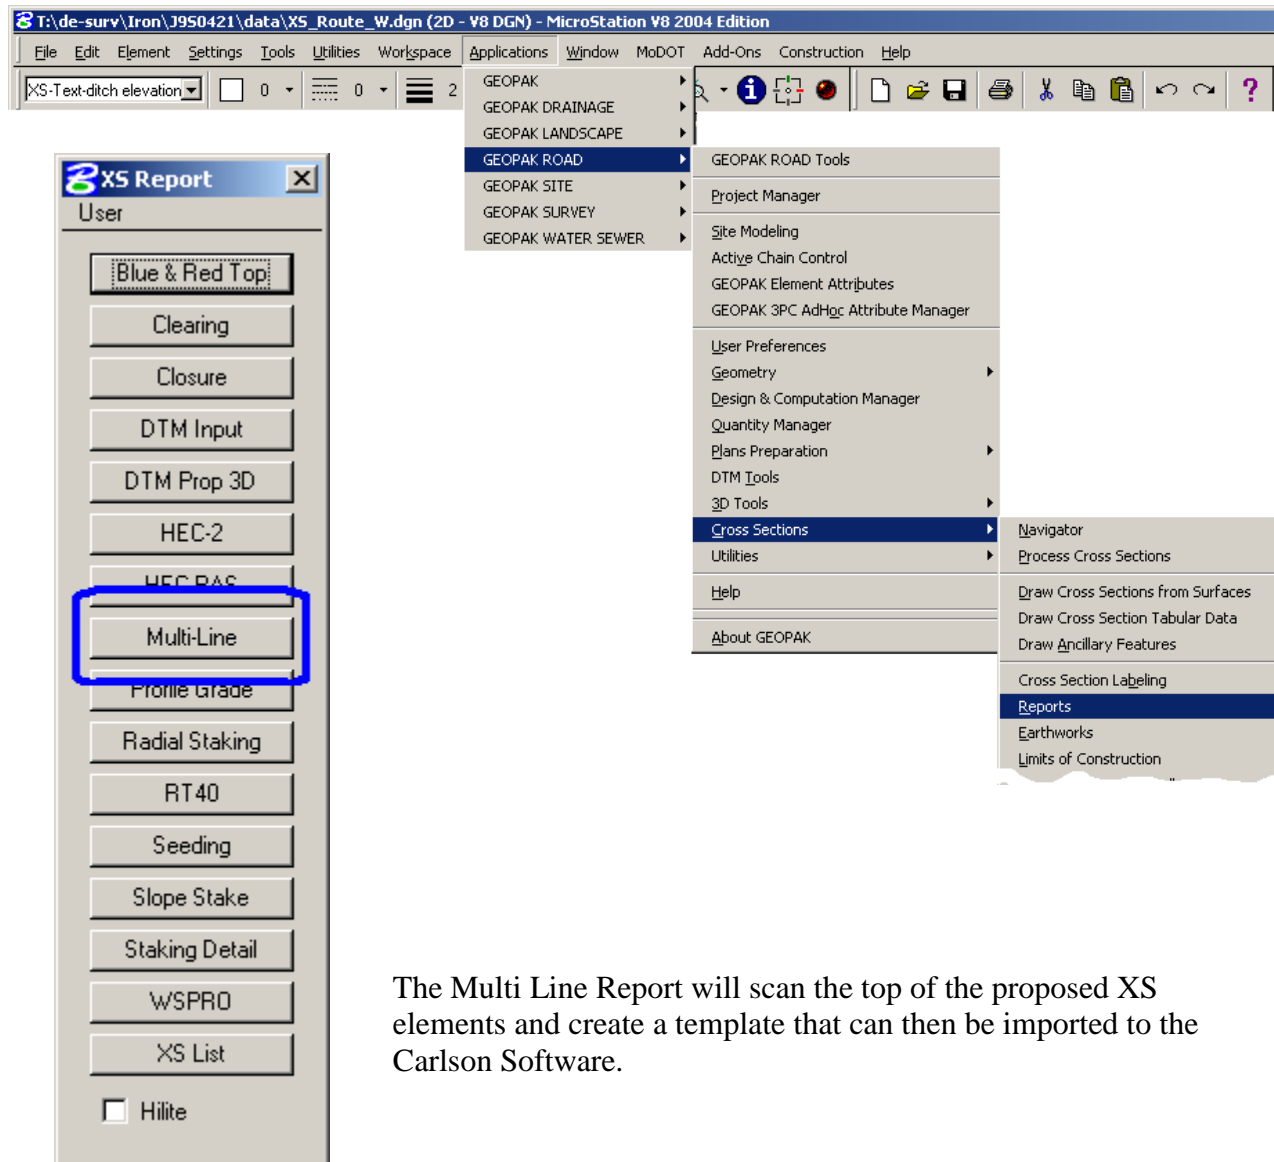 T:\de-surv\Iron\J9S0421\data\XS_Route_W.dgn (2D - V8 DGN) - MicroStation V8 2004 Edition
File Edit Element Settings Tools Utilities Workspace Applications Window MoDOT Add-Ons Construction Help
XS-Text-ditch elevation 0 0 2
GEOPAK
GEOPAK DRAINAGE
GEOPAK LANDSCAPE
GEOPAK ROAD
GEOPAK SITE
GEOPAK SURVEY
GEOPAK WATER SEWER
GEOPAK ROAD Tools
Project Manager
Site Modeling
Active Chain Control
GEOPAK Element Attributes
GEOPAK 3PC AdHoc Attribute Manager
User Preferences
Geometry
Design & Computation Manager
Quantity Manager
Plans Preparation
DTM Tools
3D Tools
Cross Sections
Utilities
Help
About GEOPAK
Navigator
Process Cross Sections
Draw Cross Sections from Surfaces
Draw Cross Section Tabular Data
Draw Ancillary Features
Cross Section Labeling
Reports
Earthworks
Limits of Construction
XS Report
User
Blue & Red Top
Clearing
Closure
DTM Input
DTM Prop 3D
HEC-2
HEC RAS
Multi-Line
Profile Grade
Radial Staking
RT40
Seeding
Slope Stake
Staking Detail
WSPRO
XS List
Hilite
The Multi Line Report will scan the top of the proposed XS
elements and create a template that can then be imported to the
Carlson Software.